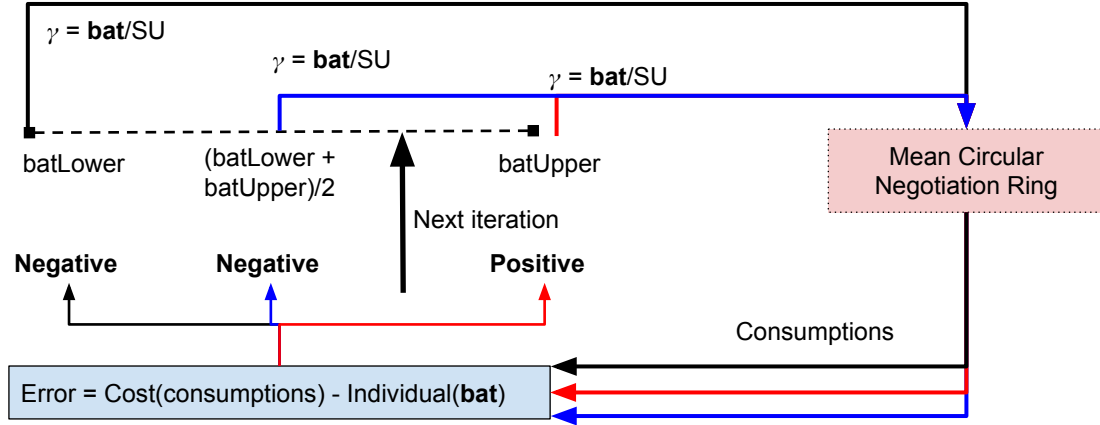 γ = bat/SU
γ = bat/SU
γ = bat/SU
batLower
(batLower +
batUpper)/2
batUpper
Mean Circular
Negotiation Ring
Next iteration
Negative
Negative
Positive
Consumptions
Error = Cost(consumptions) - Individual(bat)